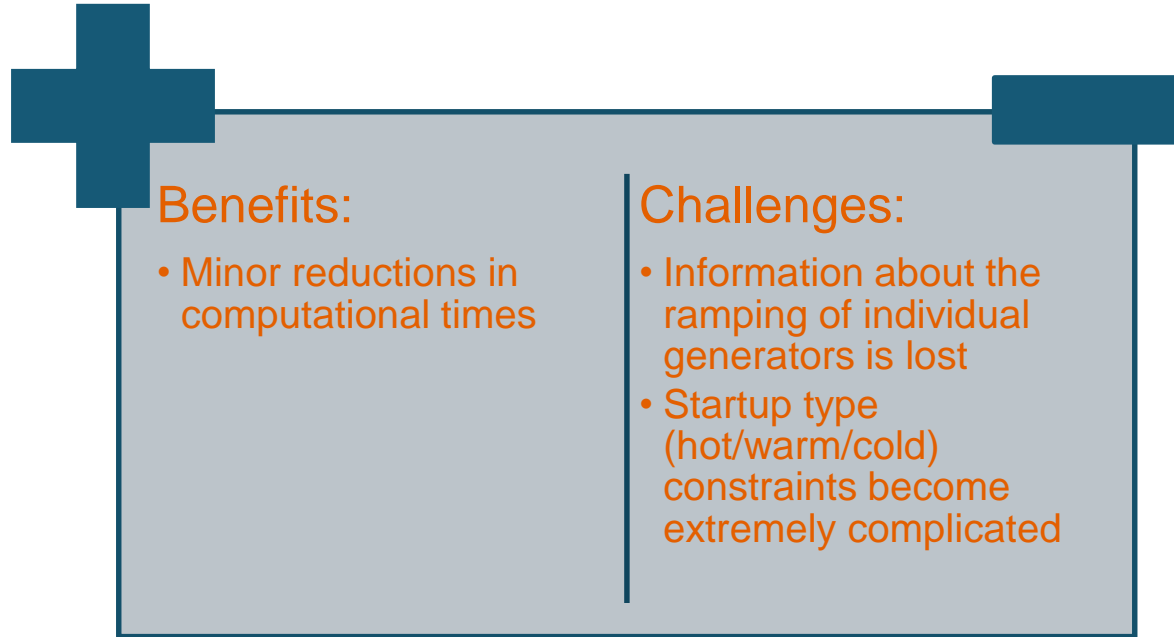 Benefits:
• Minor reductions in
computational times
Challenges:
• Information about the
ramping of individual
generators is lost
• Startup type
(hot/warm/cold)
constraints become
extremely complicated